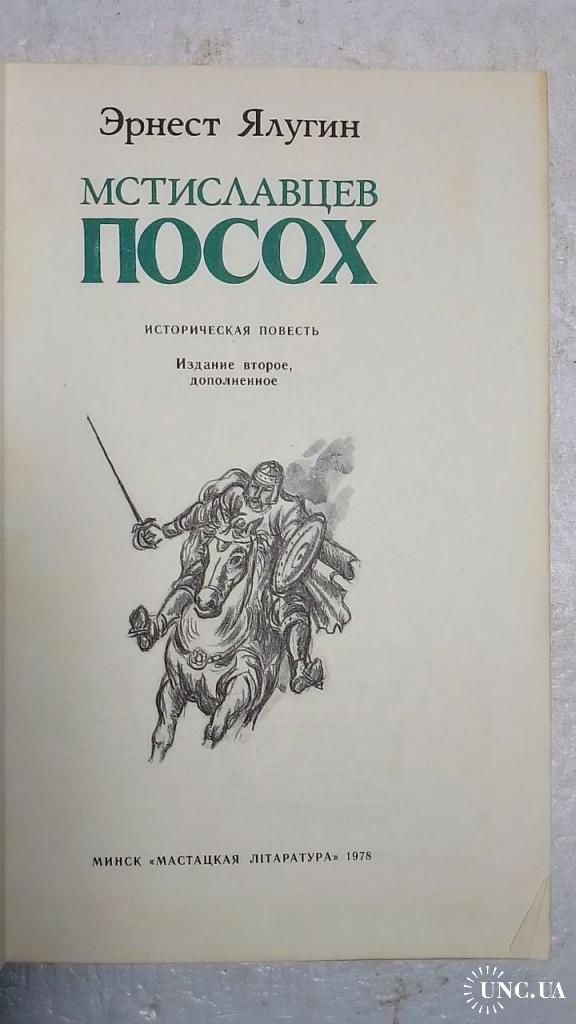 Эрнест Ялугин
МСТИСЛАВЦЕВ
ПОСОХ
ИСТОРИЧЕСКАЯ ПОВЕСТЬ
Издание второе,
дополненное
МИНСК «МАСТАЦКАЯ ЛІТАРАТУРА» 1978
UNC.UA